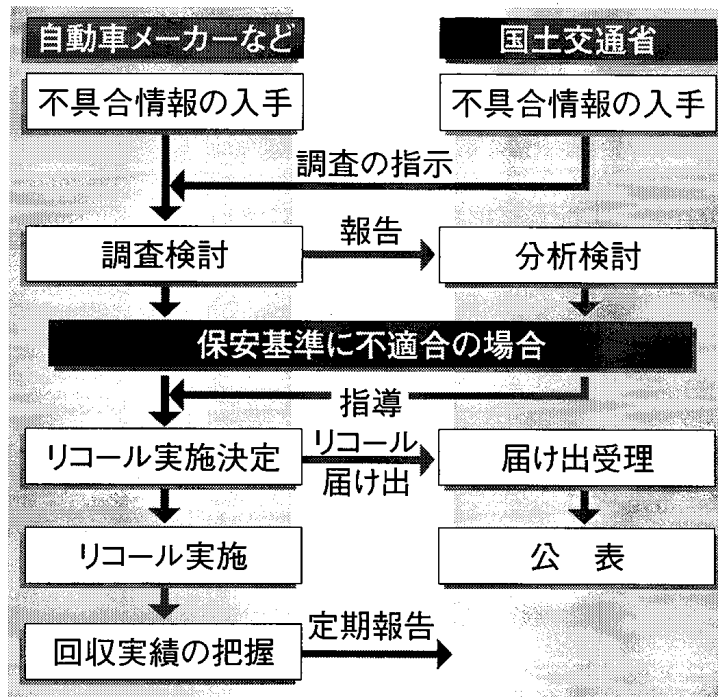 自動車メーカーなど
国土交通省
不具合情報の入手
不具合情報の入手
調査の指示
調査検討
報告
分析検討
保安基準に不適合の場合
指導
リコール実施決定
リコール
届け出
届け出受理
リコール実施
公 表
回収実績の把握
定期報告